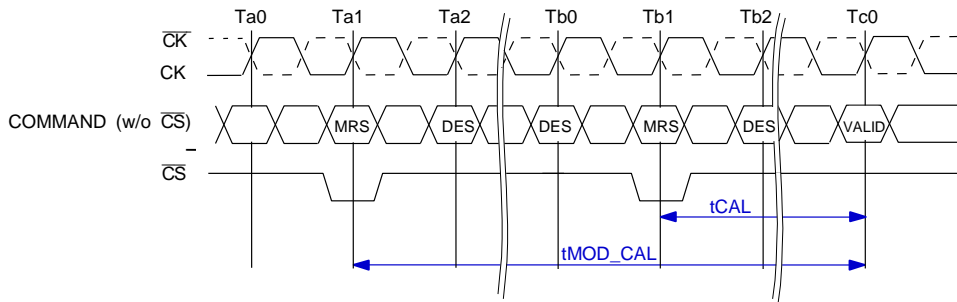 Ta0 Ta1 Ta2 Tb0 Tb1 Tb2 Tc0
CK
CK
COMMAND (w/o CS) MRS DES DES MRS DES VALID
CS
tCAL
tMOD_CAL